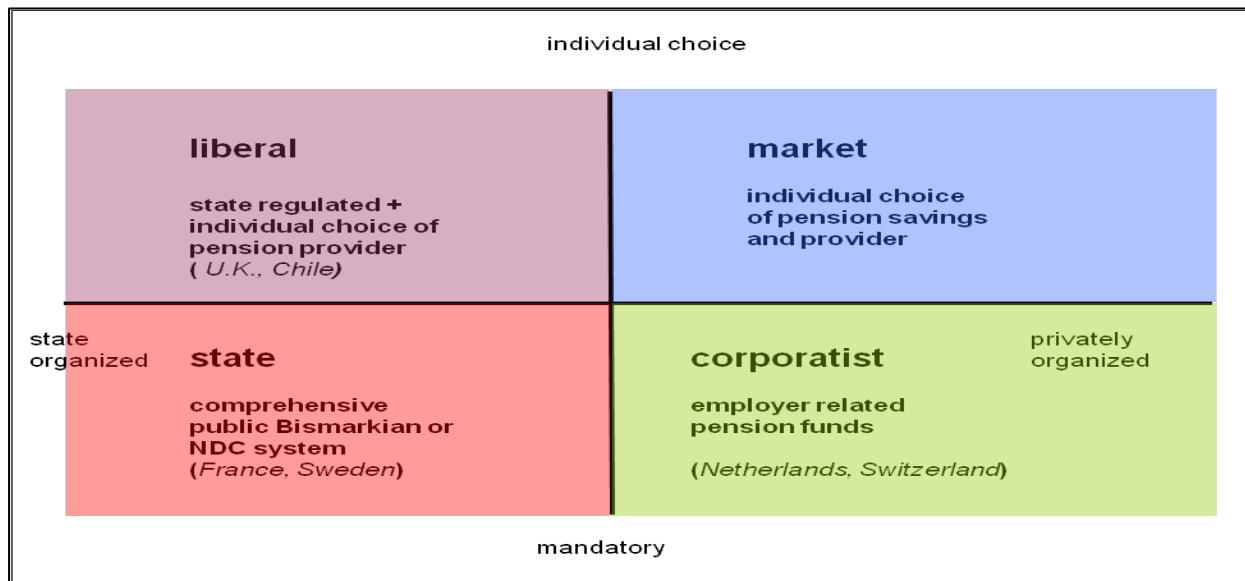 individual choice
liberal
state regulated +
individual choice of
pension provider
( U.K., Chile)
market
individual choice
of pension savings
and provider
state
organized
state
comprehensive
public Bismarkian or
NDC system
(France, Sweden)
corporatist
employer related
pension funds
(Netherlands, Switzerland)
privately
organized
mandatory